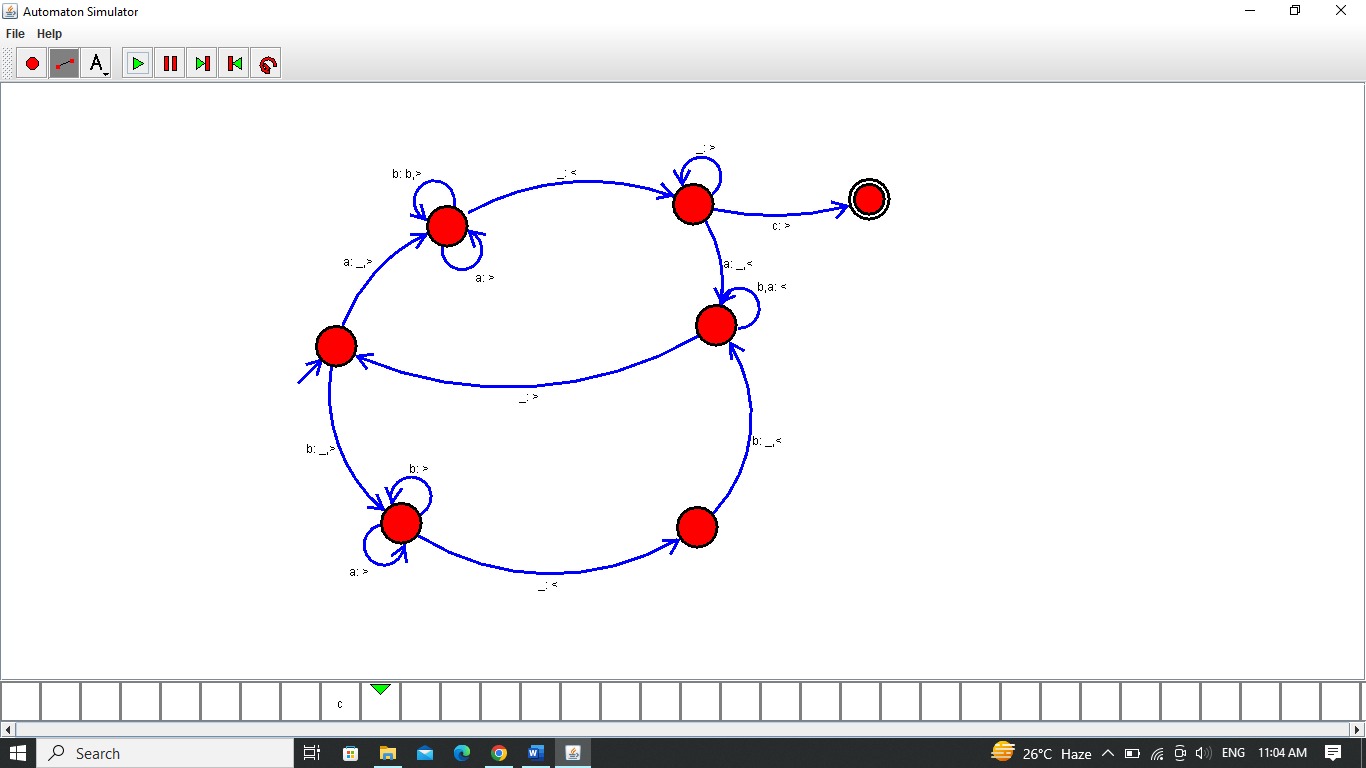 Automaton Simulator
File Help
A
_: >
b: b,>
_: <
c: >
a: _,>
a: _,<
a: >
b,a: <
_: >
b: _,<
b: _,>
b: >
a: >
_: <
c
Search
26°C Haze
ENG
11:04 AM